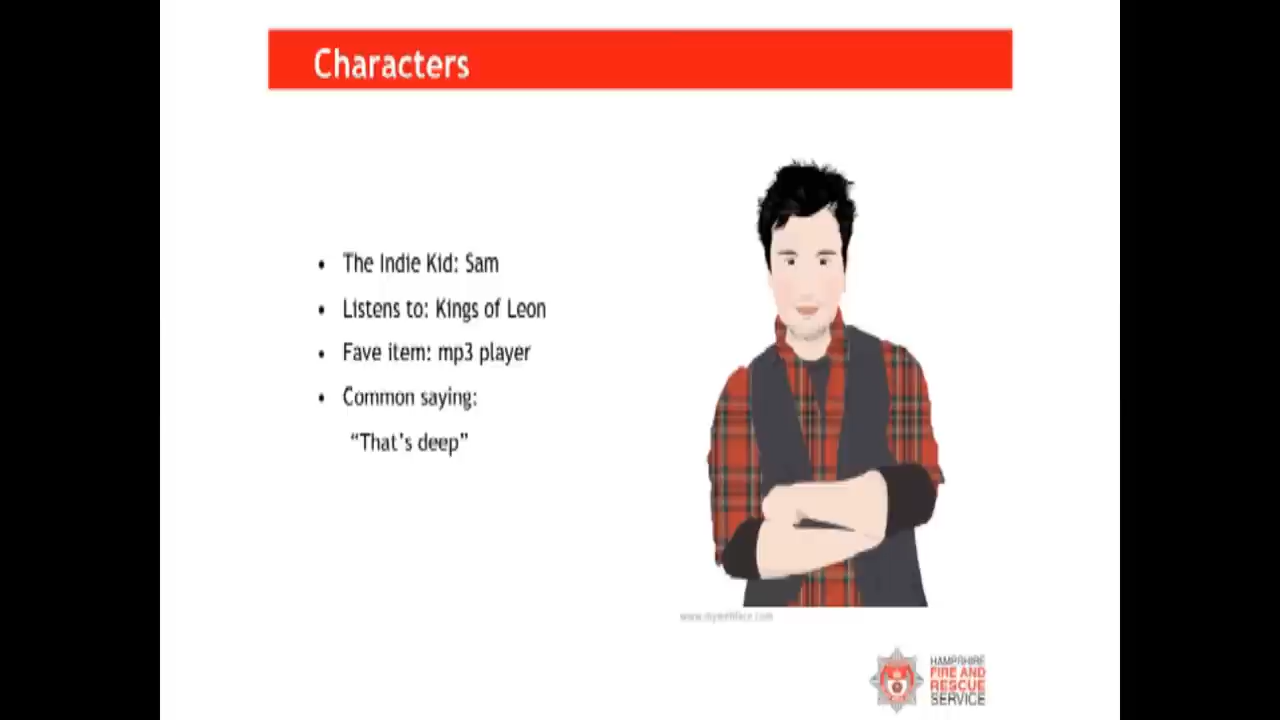 Characters
• The Indie Kid: Sam
• Listens to: Kings of Leon
• Fave item: mp3 player
• Common saying:
“That’s deep”
HAMPSHIRE
FIRE AND
RESCUE
SERVICE